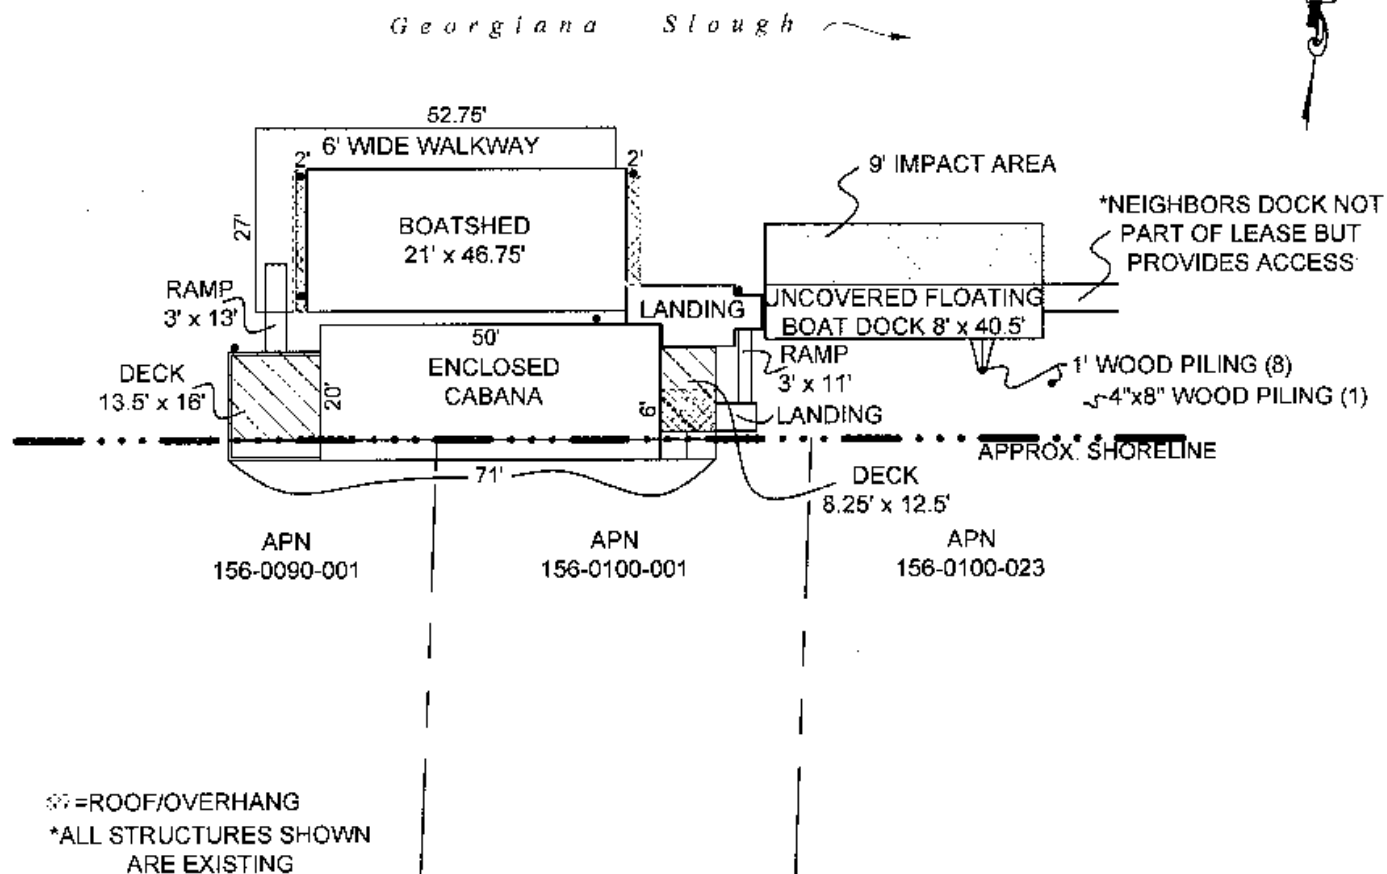 Georgiana Slough
52.75'
6' WIDE WALKWAY
2'
2'
9' IMPACT AREA
27'
BOATSHED
21' x 46.75'
*NEIGHBORS DOCK NOT
PART OF LEASE BUT
PROVIDES ACCESS
RAMP
3' x 13'
LANDING
UNCOVERED FLOATING
BOAT DOCK 8' x 40.5'
50'
ENCLOSED
CABANA
20'
DECK
13.5' x 16'
6'
RAMP
3' x 11'
LANDING
1' WOOD PILING (8)
4"x8" WOOD PILING (1)
APPROX. SHORELINE
71'
DECK
8.25' x 12.5'
APN
156-0090-001
APN
156-0100-001
APN
156-0100-023
=ROOF/OVERHANG
*ALL STRUCTURES SHOWN
ARE EXISTING